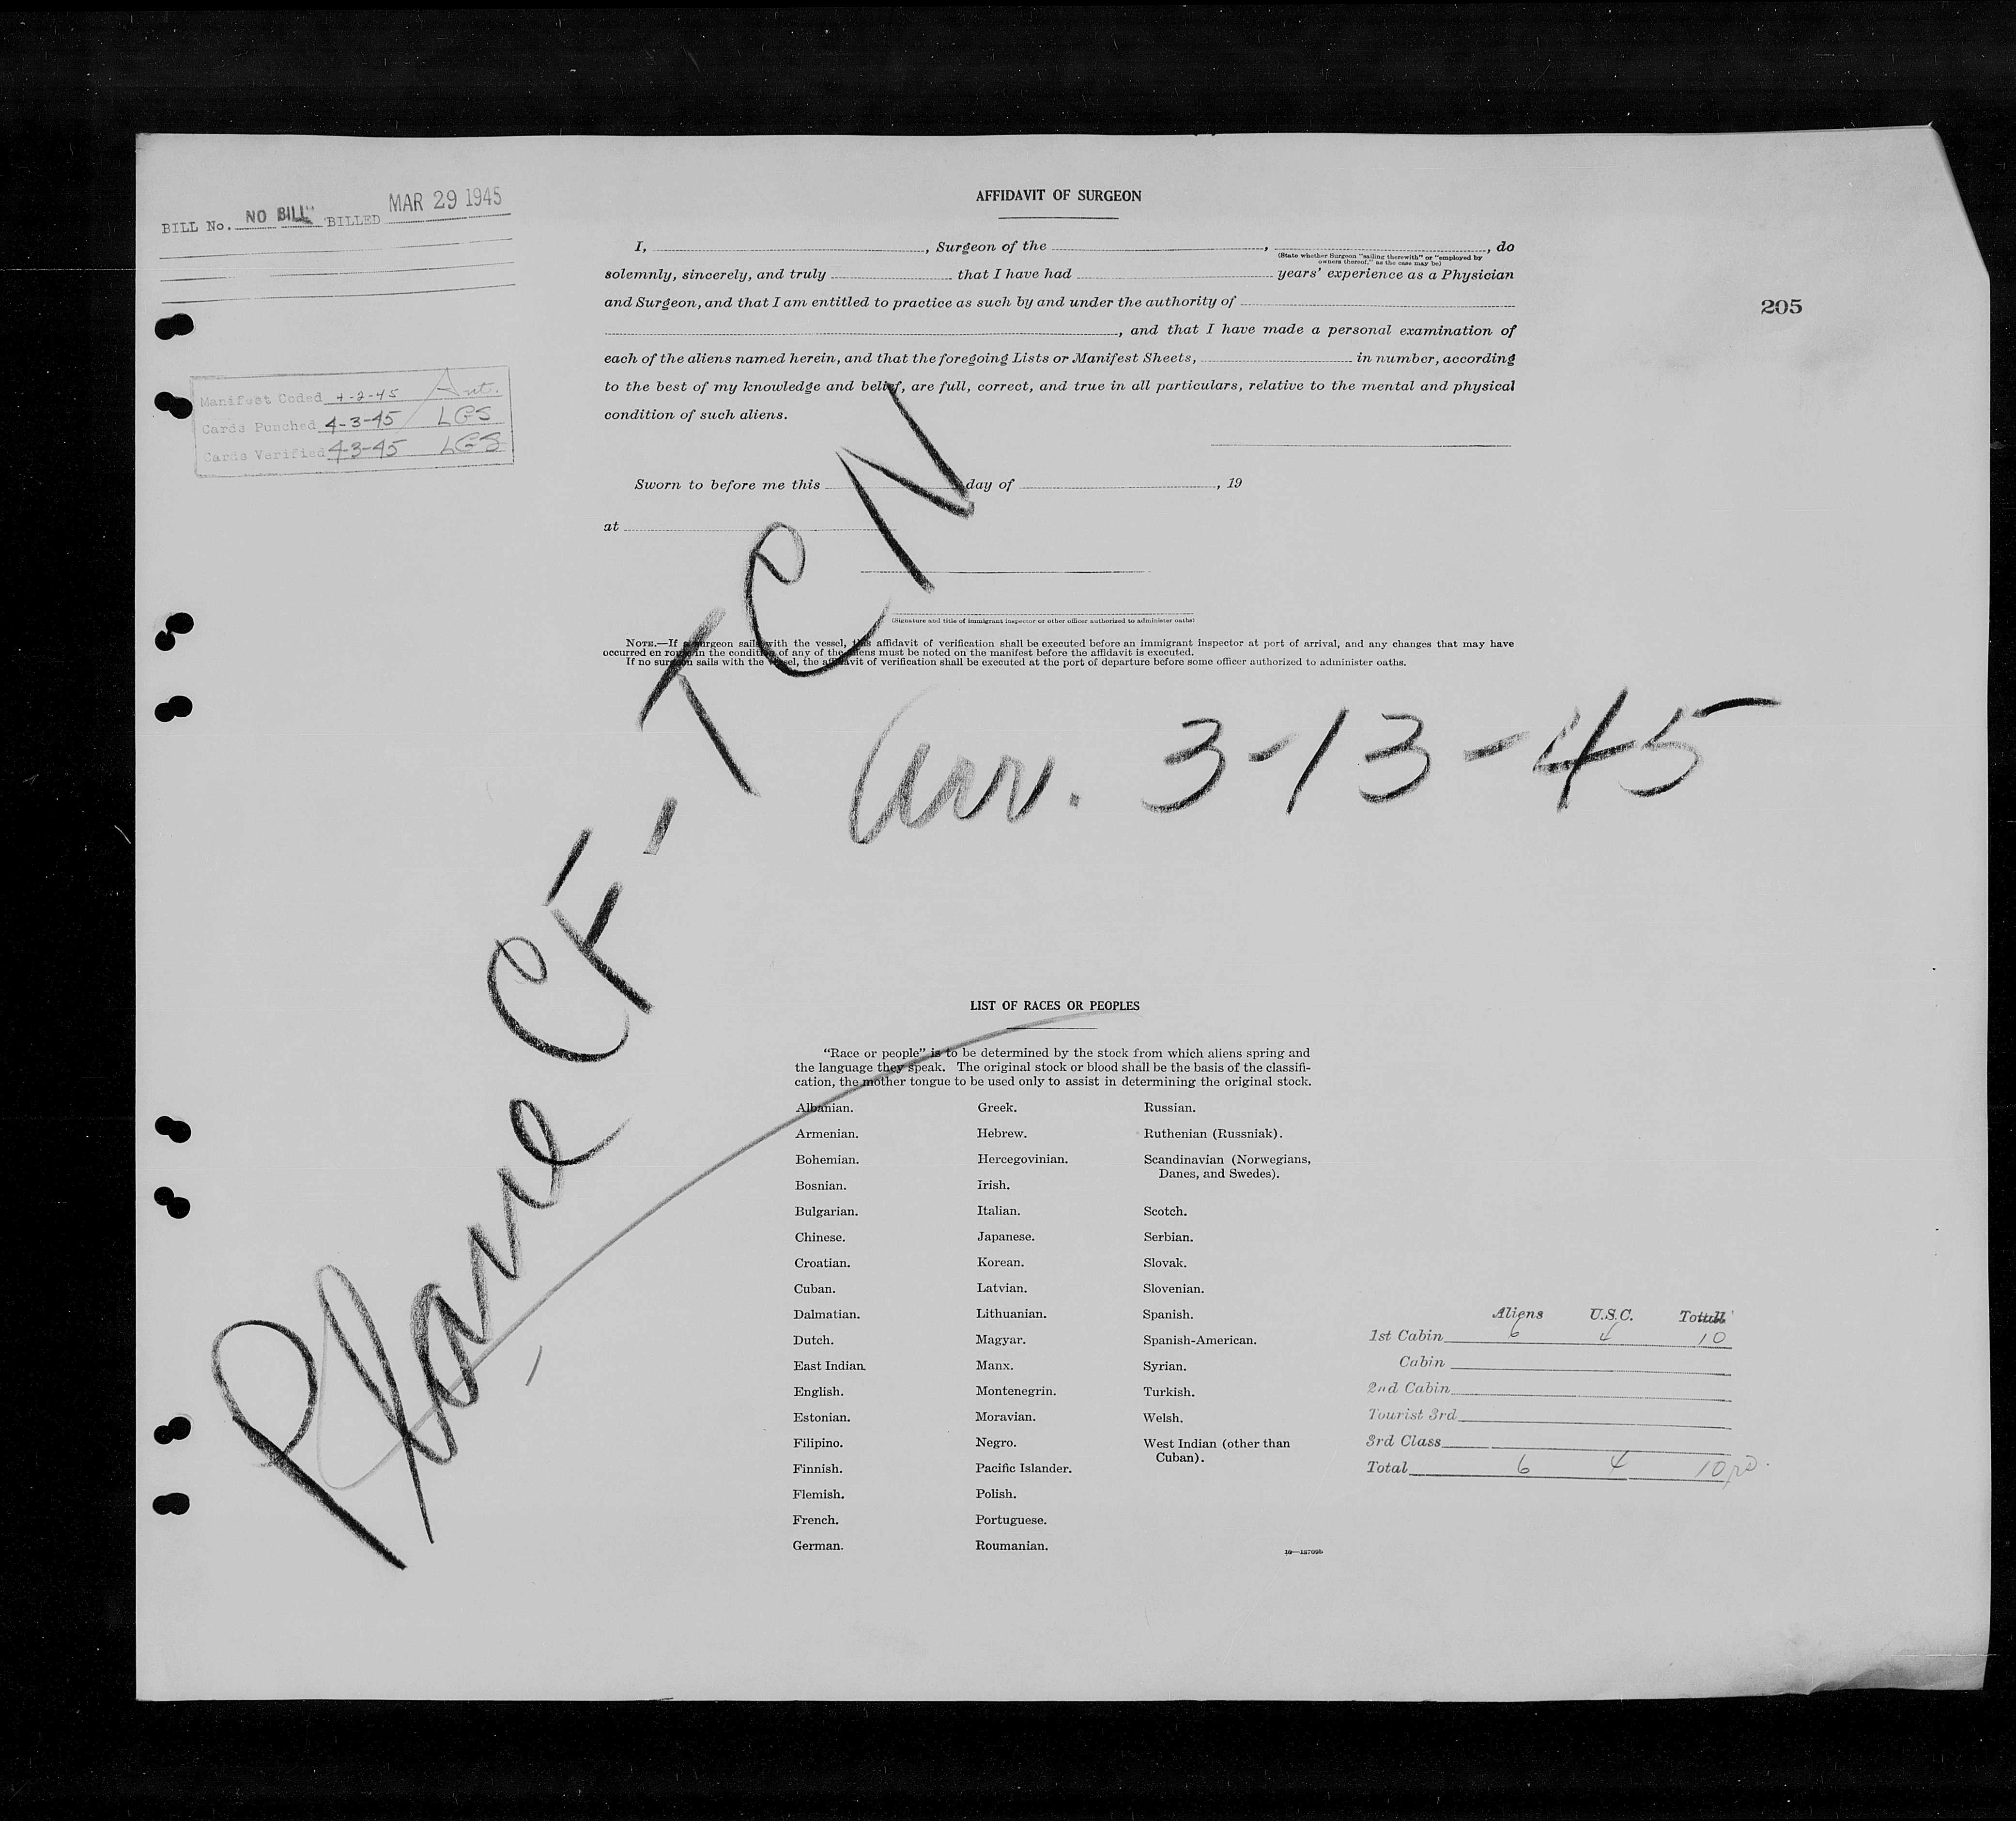 BILL No. NO BILL BILLED MAR 29 1945
Manifest Coded 4-2-45 Ant.
Cards Punched 4-3-45 LGS
Cards Verified 4-3-45 LGS
205
AFFIDAVIT OF SURGEON
I, , Surgeon of the , , do
(State whether Surgeon "sailing therewith" or "employed by
owners thereof," as the case may be)
solemnly, sincerely, and truly that I have had years' experience as a Physician
and Surgeon, and that I am entitled to practice as such by and under the authority of
, and that I have made a personal examination of
each of the aliens named herein, and that the foregoing Lists or Manifest Sheets, in number, according
to the best of my knowledge and belief, are full, correct, and true in all particulars, relative to the mental and physical
condition of such aliens.
Sworn to before me this day of , 19
at
(Signature and title of immigrant inspector or other officer authorized to administer oaths)
NOTE.—If a surgeon sails with the vessel, this affidavit of verification shall be executed before an immigrant inspector at port of arrival, and any changes that may have
occurred en route in the condition of any of the aliens must be noted on the manifest before the affidavit is executed.
If no surgeon sails with the vessel, the affidavit of verification shall be executed at the port of departure before some officer authorized to administer oaths.
Plane CF-TCN
arr. 3-13-45
LIST OF RACES OR PEOPLES
"Race or people" is to be determined by the stock from which aliens spring and
the language they speak. The original stock or blood shall be the basis of the classifi-
cation, the mother tongue to be used only to assist in determining the original stock.
Albanian.
Armenian.
Bohemian.
Bosnian.
Bulgarian.
Chinese.
Croatian.
Cuban.
Dalmatian.
Dutch.
East Indian.
English.
Estonian.
Filipino.
Finnish.
Flemish.
French.
German.
Greek.
Hebrew.
Hercegovinian.
Irish.
Italian.
Japanese.
Korean.
Latvian.
Lithuanian.
Magyar.
Manx.
Montenegrin.
Moravian.
Negro.
Pacific Islander.
Polish.
Portuguese.
Roumanian.
Russian.
Ruthenian (Russniak).
Scandinavian (Norwegians,
Danes, and Swedes).
Scotch.
Serbian.
Slovak.
Slovenian.
Spanish.
Spanish-American.
Syrian.
Turkish.
Welsh.
West Indian (other than
Cuban).
Aliens U.S.C.
1st Cabin 6 4 10
Cabin
2nd Cabin
Tourist 3rd
3rd Class
Total 6 4 10